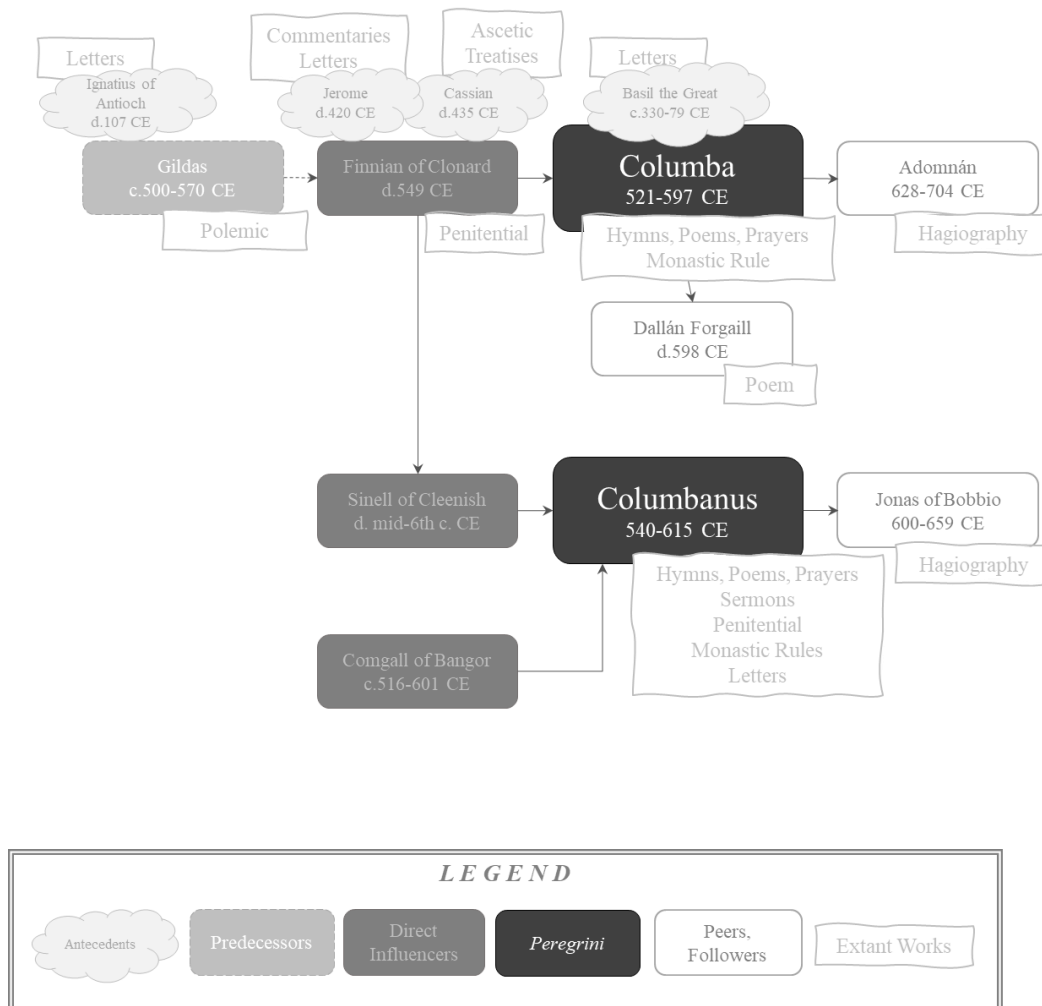 Letters
Commentaries
Letters
Ascetic
Treatises
Letters
Ignatius of
Antioch
d.107 CE
Jerome
d.420 CE
Cassian
d.435 CE
Basil the Great
c.330-79 CE
Gildas
c.500-570 CE
Polemic
Finnian of Clonard
d.549 CE
Penitential
Columba
521-597 CE
Hymns, Poems, Prayers
Monastic Rule
Adomnán
628-704 CE
Hagiography
Dallán Forgaill
d.598 CE
Poem
Sinell of Cleenish
d. mid-6th c. CE
Columbanus
540-615 CE
Hymns, Poems, Prayers
Sermons
Penitential
Monastic Rules
Letters
Jonas of Bobbio
600-659 CE
Hagiography
Comgall of Bangor
c.516-601 CE
LEGEND
Antecedents
Predecessors
Direct
Influencers
Peregrini
Peers,
Followers
Extant Works